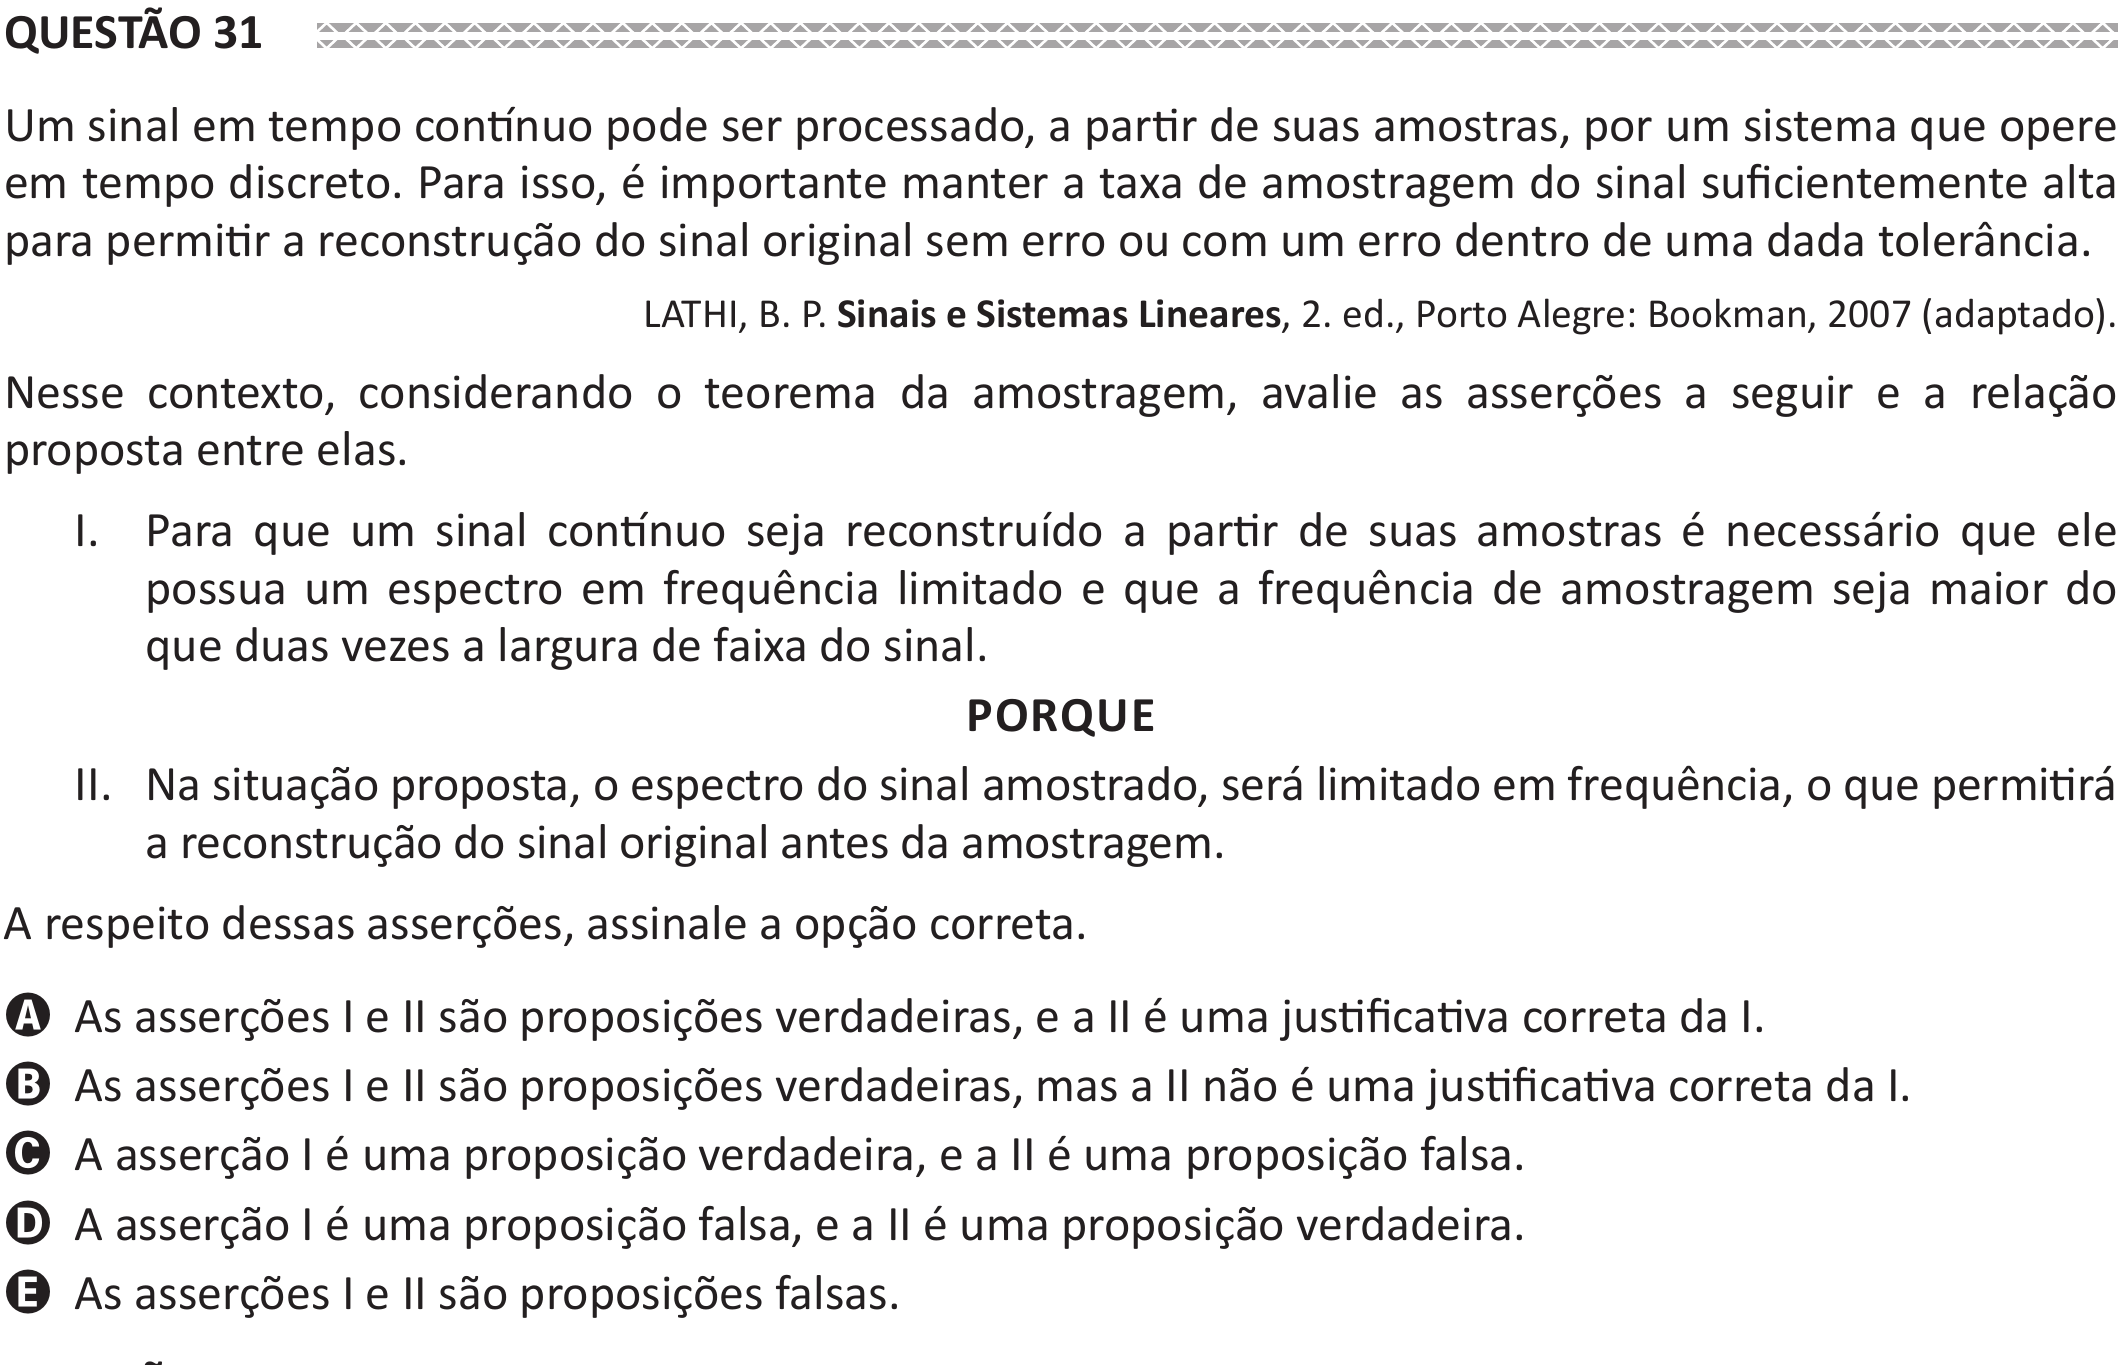 QUESTÃO 31
Um sinal em tempo contínuo pode ser processado, a partir de suas amostras, por um sistema que opere
em tempo discreto. Para isso, é importante manter a taxa de amostragem do sinal suficientemente alta
para permitir a reconstrução do sinal original sem erro ou com um erro dentro de uma dada tolerância.
LATHI, B. P. Sinais e Sistemas Lineares, 2. ed., Porto Alegre: Bookman, 2007 (adaptado).
Nesse contexto, considerando o teorema da amostragem, avalie as asserções a seguir e a relação
proposta entre elas.
I. Para que um sinal contínuo seja reconstruído a partir de suas amostras é necessário que ele
possua um espectro em frequência limitado e que a frequência de amostragem seja maior do
que duas vezes a largura de faixa do sinal.
PORQUE
II. Na situação proposta, o espectro do sinal amostrado, será limitado em frequência, o que permitirá
a reconstrução do sinal original antes da amostragem.
A respeito dessas asserções, assinale a opção correta.
A As asserções I e II são proposições verdadeiras, e a II é uma justificativa correta da I.
B As asserções I e II são proposições verdadeiras, mas a II não é uma justificativa correta da I.
C A asserção I é uma proposição verdadeira, e a II é uma proposição falsa.
D A asserção I é uma proposição falsa, e a II é uma proposição verdadeira.
E As asserções I e II são proposições falsas.